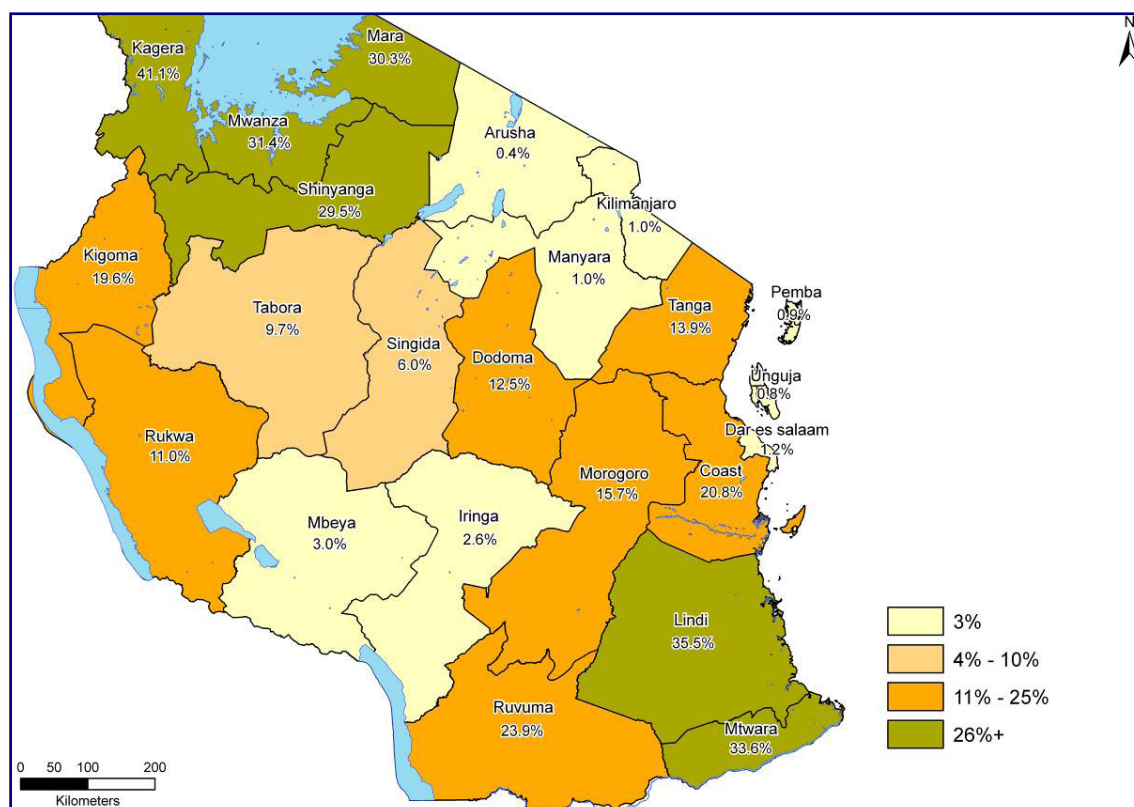 N
Mara
30.3%
Kagera
41.1%
Mwanza
31.4%
Arusha
0.4%
Shinyanga
29.5%
Kilimanjaro
1.0%
Kigoma
19.6%
Manyara
1.0%
Tabora
9.7%
Singida
6.0%
Dodoma
12.5%
Tanga
13.9%
Pemba
0.9%
Unguja
0.8%
Rukwa
11.0%
Dar es salaam
1.2%
Morogoro
15.7%
Coast
20.8%
Mbeya
3.0%
Iringa
2.6%
Lindi
35.5%
Ruvuma
23.9%
Mtwara
33.6%
3%
4% - 10%
11% - 25%
26%+
0 50 100 200
Kilometers